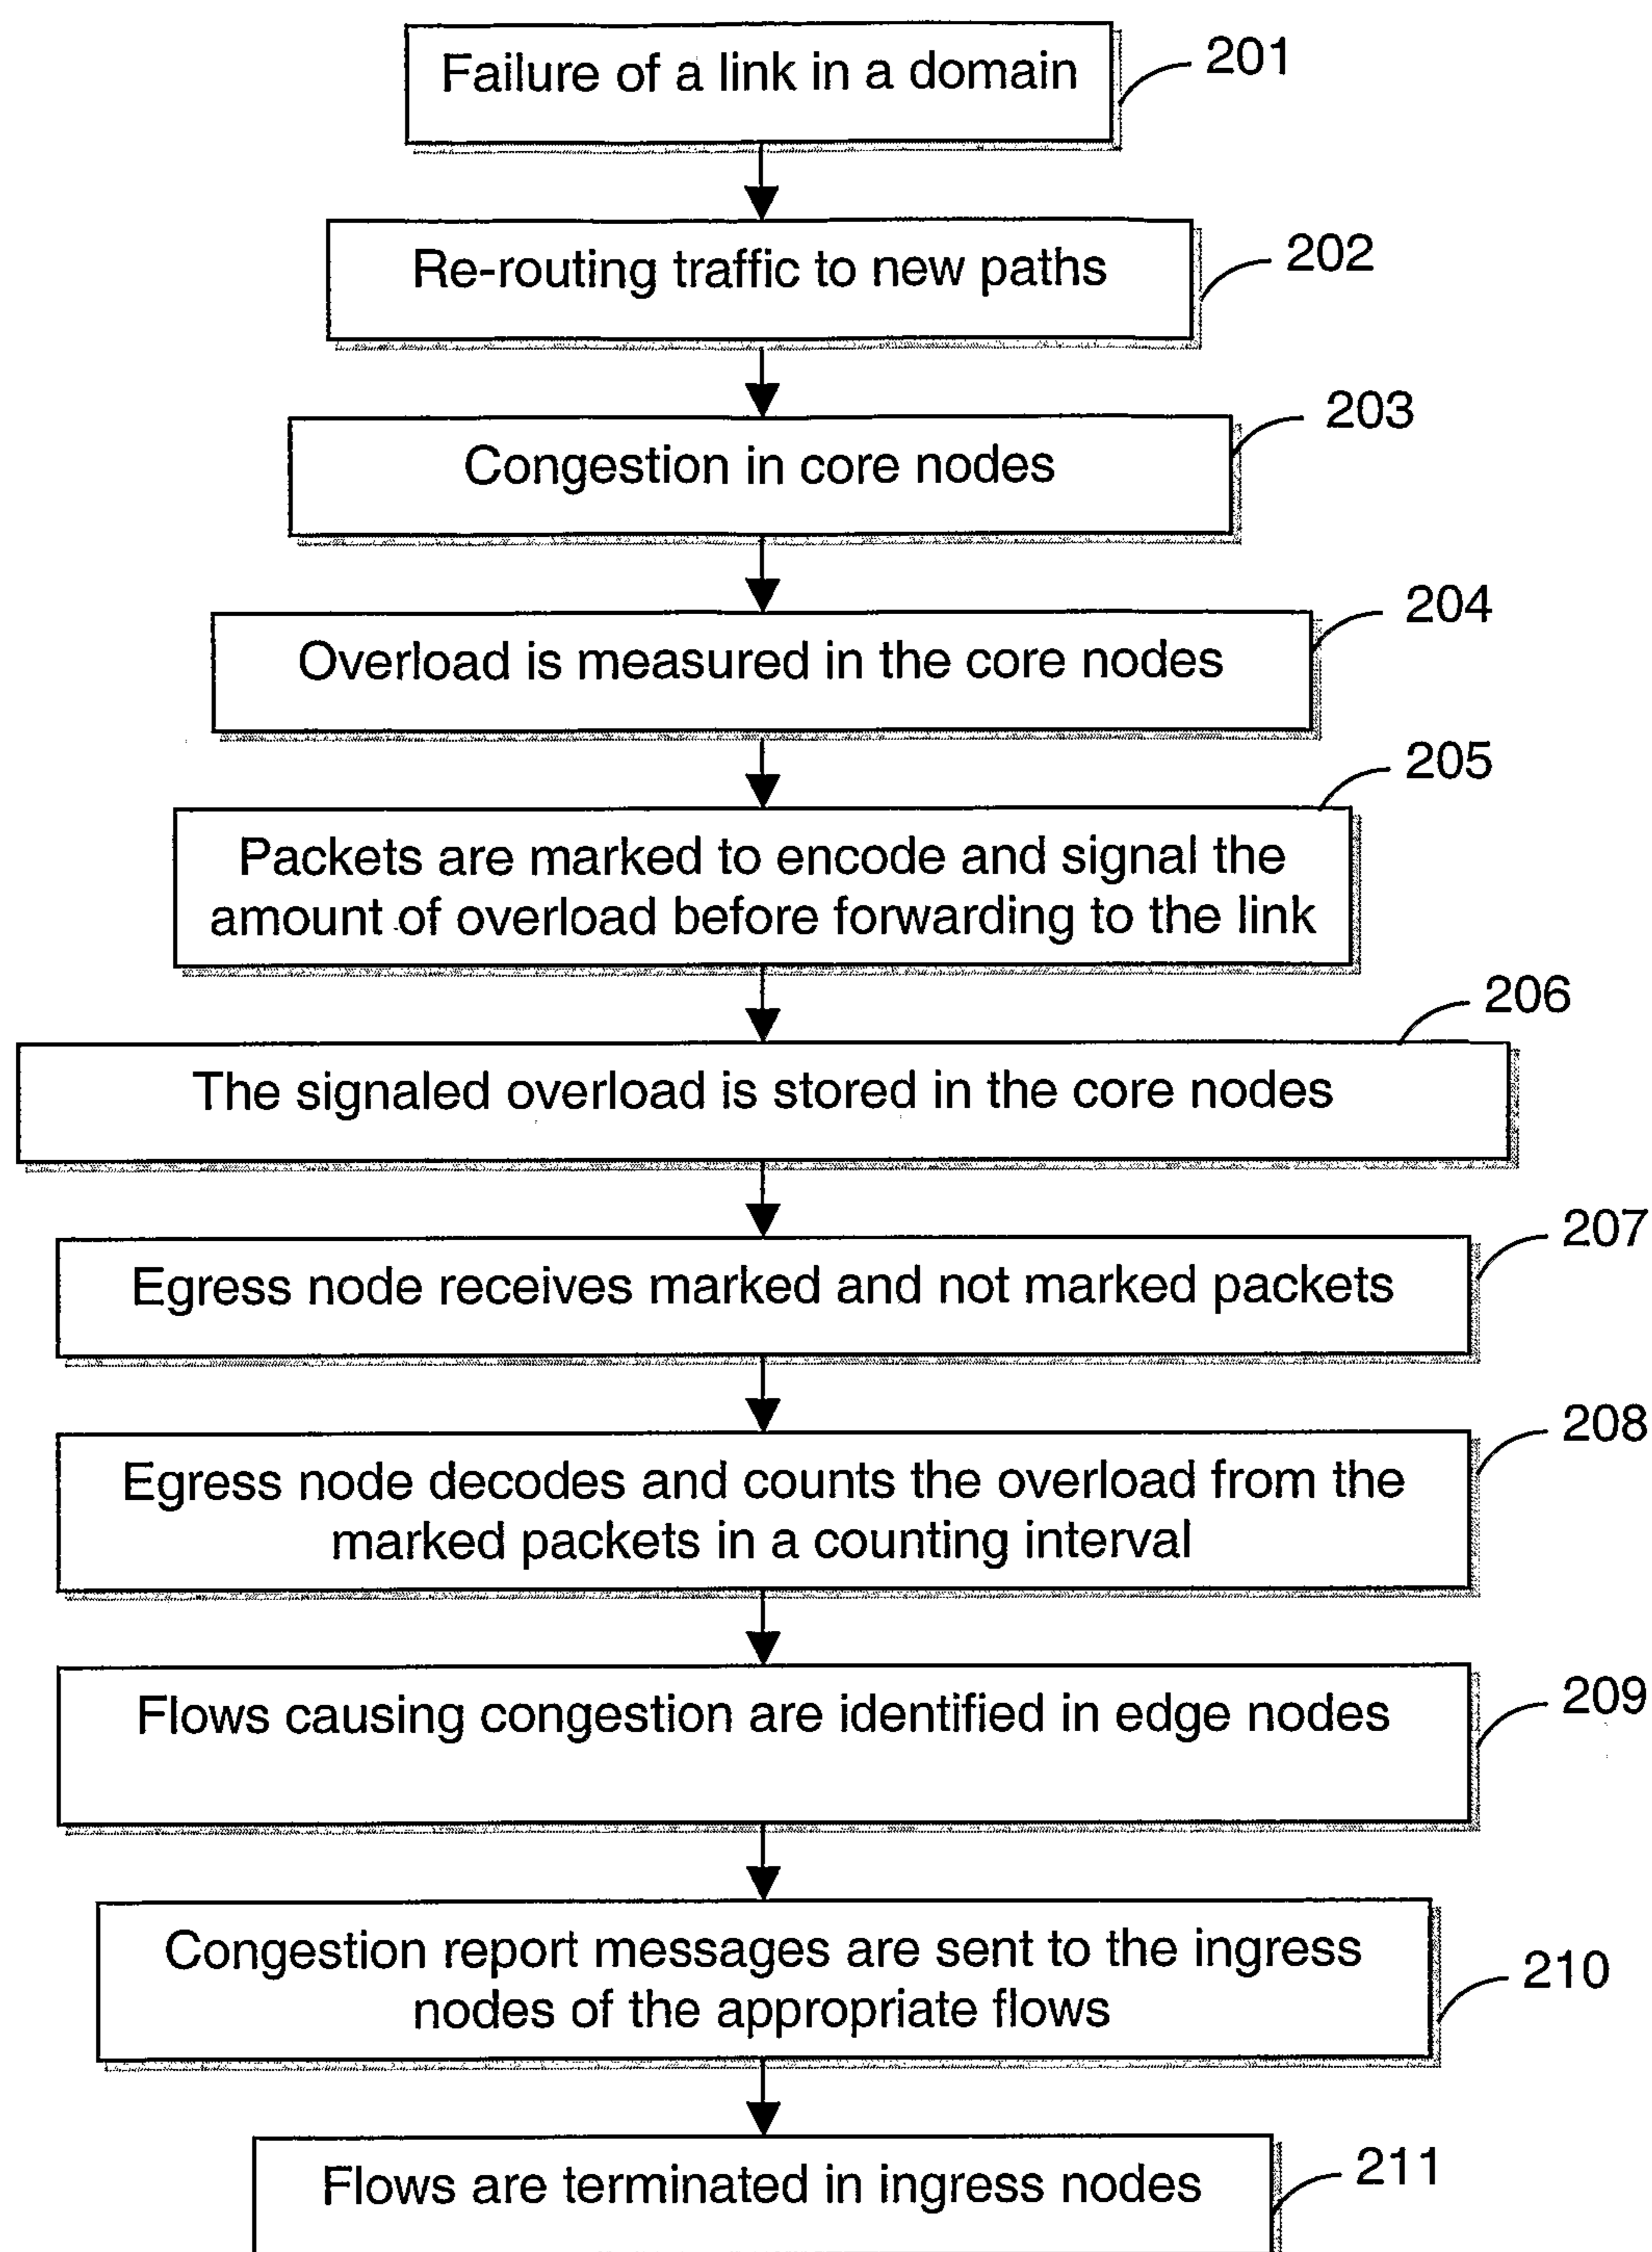 Failure of a link in a domain
201
Re-routing traffic to new paths
202
Congestion in core nodes
203
Overload is measured in the core nodes
204
Packets are marked to encode and signal the
amount of overload before forwarding to the link
205
The signaled overload is stored in the core nodes
206
Egress node receives marked and not marked packets
207
Egress node decodes and counts the overload from the
marked packets in a counting interval
208
Flows causing congestion are identified in edge nodes
209
Congestion report messages are sent to the ingress
nodes of the appropriate flows
210
Flows are terminated in ingress nodes
211